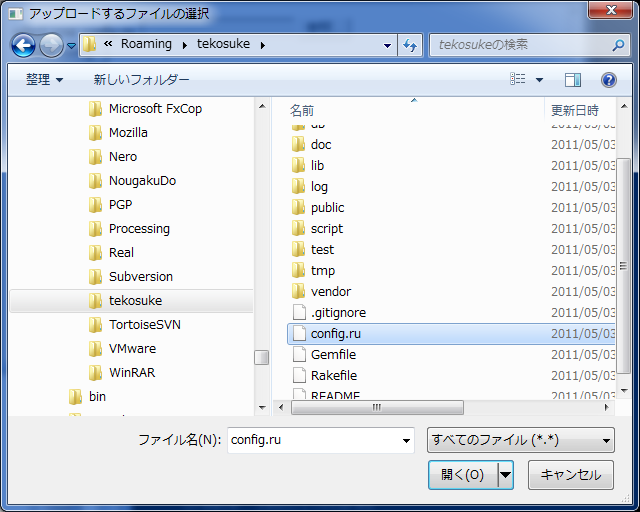 アップロードするファイルの選択
« Roaming ▸ tekosuke ▸
tekosukeの検索
整理 ▼ 新しいフォルダー
Microsoft FxCop
Mozilla
Nero
NougakuDo
PGP
Processing
Real
Subversion
tekosuke
TortoiseSVN
VMware
WinRAR
bin
名前 更新日時
db
doc 2011/05/03
lib 2011/05/03
log 2011/05/03
public 2011/05/03
script 2011/05/03
test 2011/05/03
tmp 2011/05/03
vendor 2011/05/03
.gitignore 2011/05/03
config.ru 2011/05/03
Gemfile 2011/05/03
Rakefile 2011/05/03
README 2011/05/03
ファイル名(N): config.ru すべてのファイル (*.*)
開く(O) キャンセル